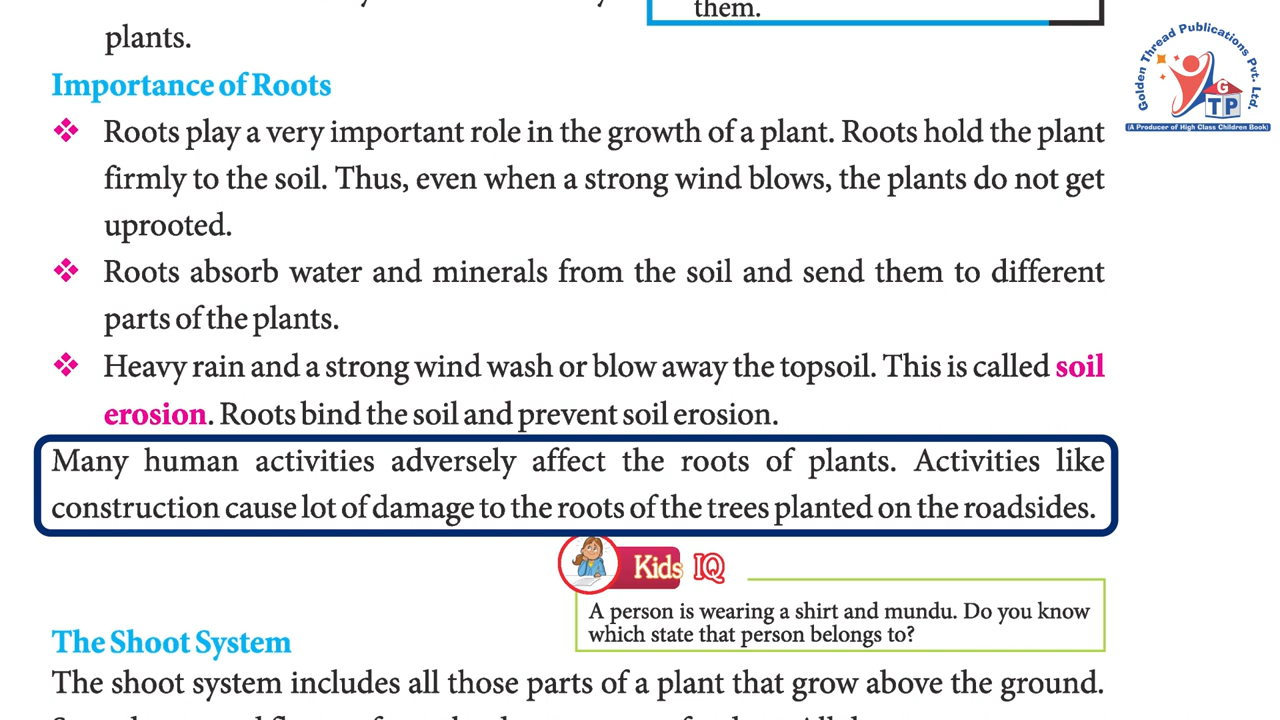 them.
plants.
Golden Thread Publications Pvt. Ltd.
G
TP
(A Producer of High Class Children Book)
Importance of Roots
❖ Roots play a very important role in the growth of a plant. Roots hold the plant
firmly to the soil. Thus, even when a strong wind blows, the plants do not get
uprooted.
❖ Roots absorb water and minerals from the soil and send them to different
parts of the plants.
❖ Heavy rain and a strong wind wash or blow away the topsoil. This is called soil
erosion. Roots bind the soil and prevent soil erosion.
Many human activities adversely affect the roots of plants. Activities like
construction cause lot of damage to the roots of the trees planted on the roadsides.
Kids IQ
A person is wearing a shirt and mundu. Do you know
which state that person belongs to?
The Shoot System
The shoot system includes all those parts of a plant that grow above the ground.